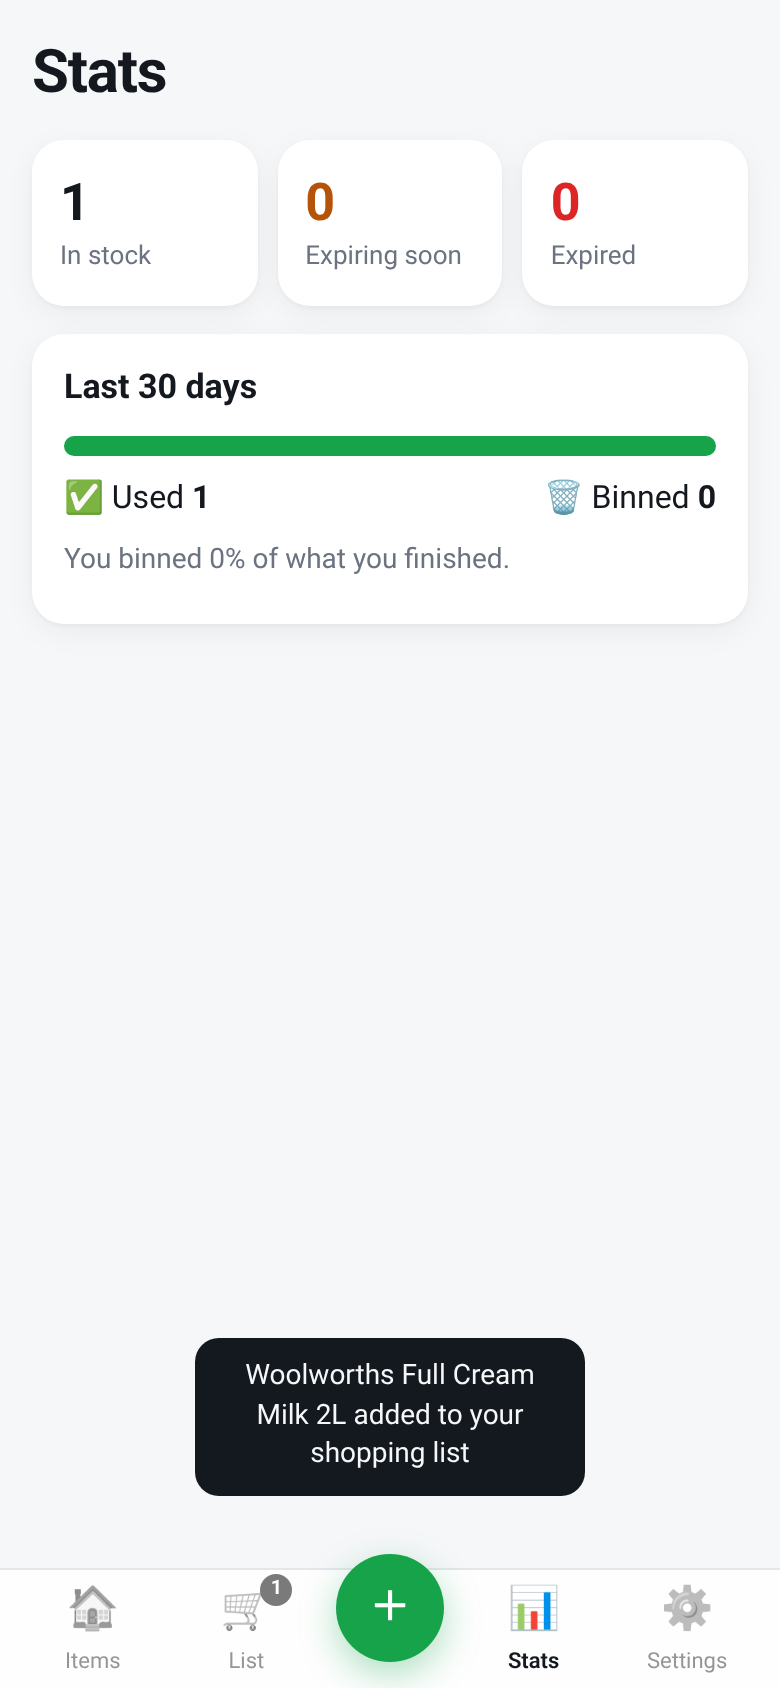 Stats
1
In stock
0
Expiring soon
0
Expired
Last 30 days
Used 1
Binned 0
You binned 0% of what you finished.
Woolworths Full Cream
Milk 2L added to your
shopping list
1
+
Items
List
Stats
Settings